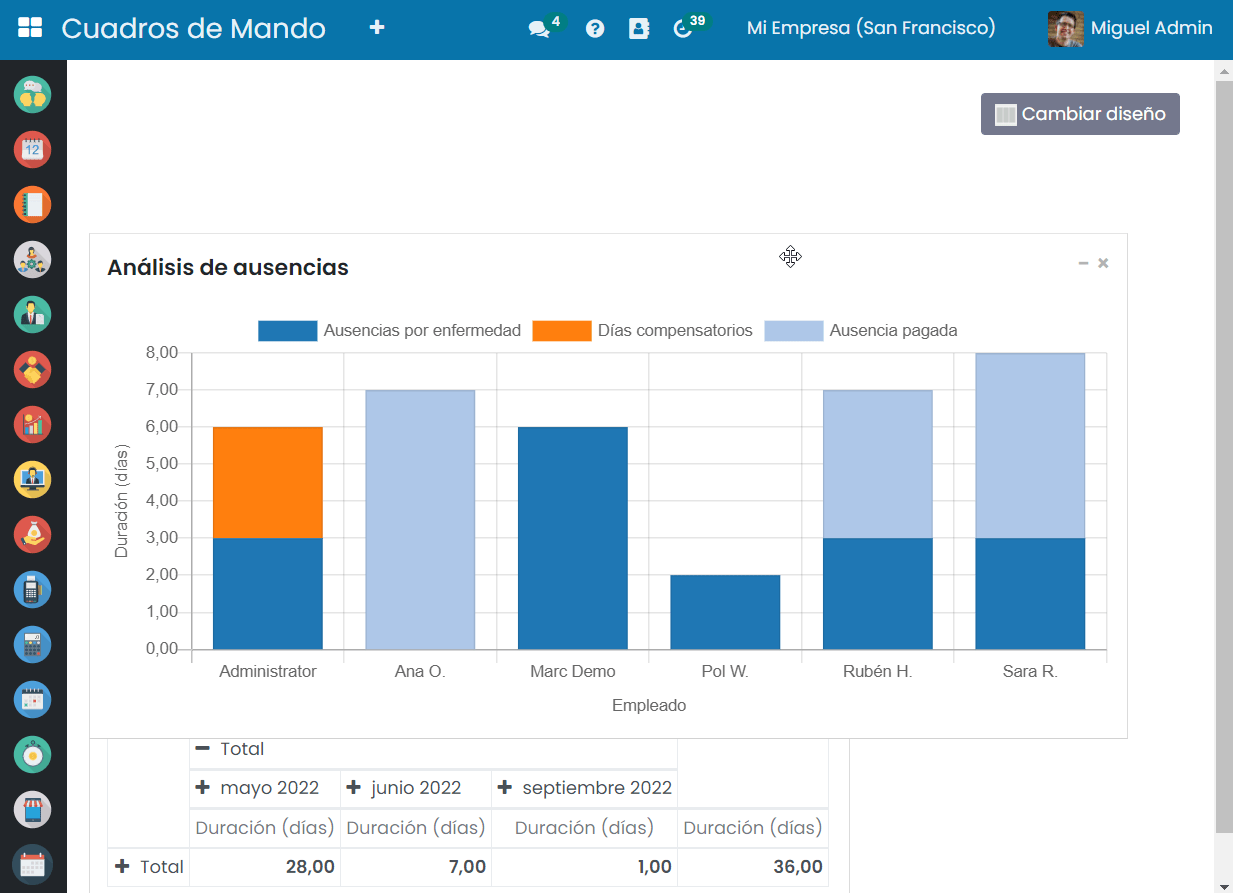 Cuadros de Mando + 4 ? 39 Mi Empresa (San Francisco) Miguel Admin
12
Cambiar diseño
Análisis de ausencias
Ausencias por enfermedad Días compensatorios Ausencia pagada
8,00
7,00
6,00
5,00
4,00
3,00
2,00
1,00
0,00
Duración (días)
Administrator Ana O. Marc Demo Pol W. Rubén H. Sara R.
Empleado
Total
mayo 2022 junio 2022 septiembre 2022
Duración (días) Duración (días) Duración (días) Duración (días)
Total 28,00 7,00 1,00 36,00